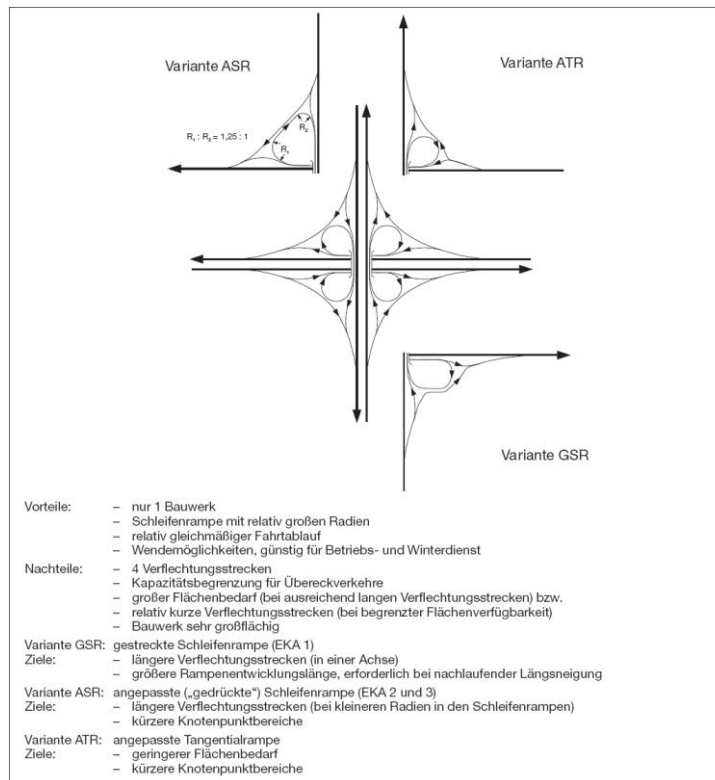 Variante ASR
Variante ATR
R₁ : R₂ = 1,25 : 1
R₂
R₁
Variante GSR
Vorteile: – nur 1 Bauwerk
– Schleifenrampe mit relativ großen Radien
– relativ gleichmäßiger Fahrtablauf
– Wendemöglichkeiten, günstig für Betriebs- und Winterdienst
Nachteile: – 4 Verflechtungsstrecken
– Kapazitätsbegrenzung für Übereckverkehre
– großer Flächenbedarf (bei ausreichend langen Verflechtungsstrecken) bzw.
– relativ kurze Verflechtungsstrecken (bei begrenzter Flächenverfügbarkeit)
– Bauwerk sehr großflächig
Variante GSR: gestreckte Schleifenrampe (EKA 1)
Ziele: – längere Verflechtungsstrecken (in einer Achse)
– größere Rampenentwicklungslänge, erforderlich bei nachlaufender Längsneigung
Variante ASR: angepasste („gedrückte“) Schleifenrampe (EKA 2 und 3)
Ziele: – längere Verflechtungsstrecken (bei kleineren Radien in den Schleifenrampen)
– kürzere Knotenpunktbereiche
Variante ATR: angepasste Tangentialrampe
Ziele: – geringerer Flächenbedarf
– kürzere Knotenpunktbereiche